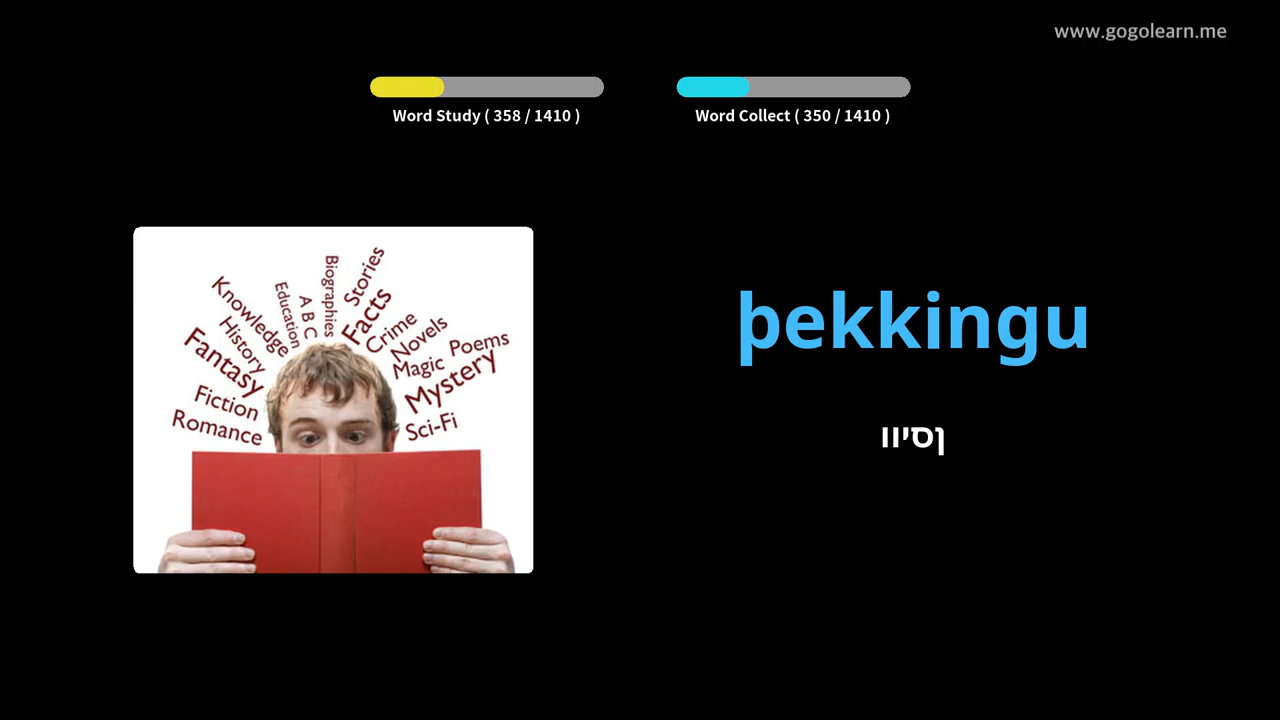 www.gogolearn.me
Word Study ( 358 / 1410 )
Word Collect ( 350 / 1410 )
Biographies
Stories
Education
A B C
Facts
Knowledge
Crime
History
Novels
Fantasy
Magic
Poems
Fiction
Mystery
Romance
Sci-Fi
þekkingu
וויסן